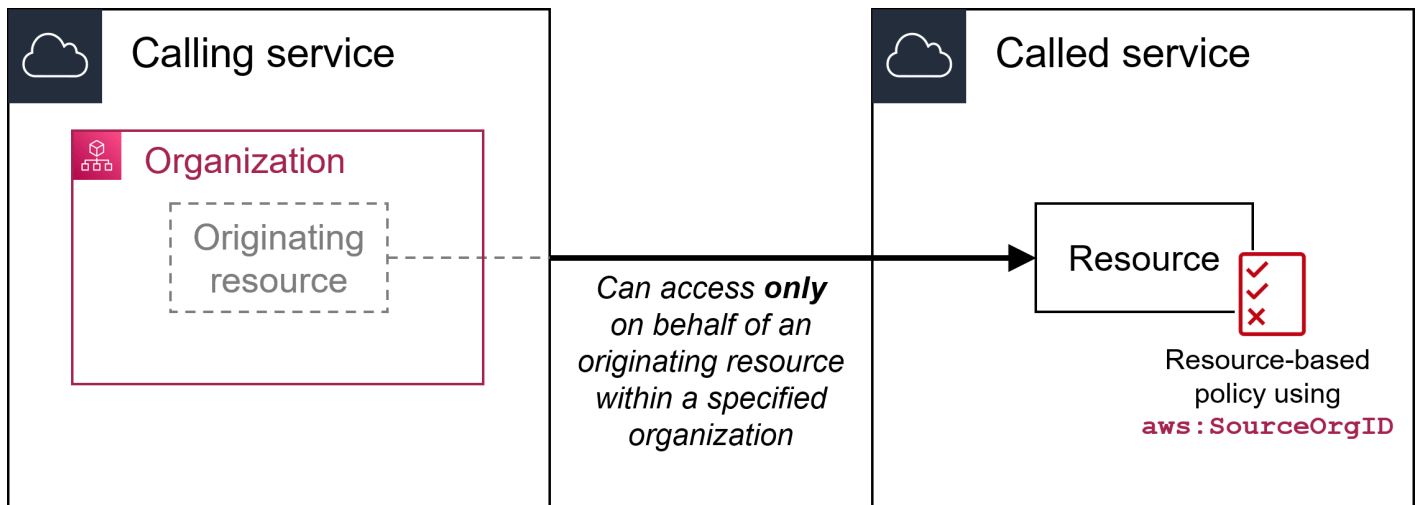 Calling service
Organization
Originating
resource
Can access only
on behalf of an
originating resource
within a specified
organization
Called service
Resource
Resource-based
policy using
aws:SourceOrgID